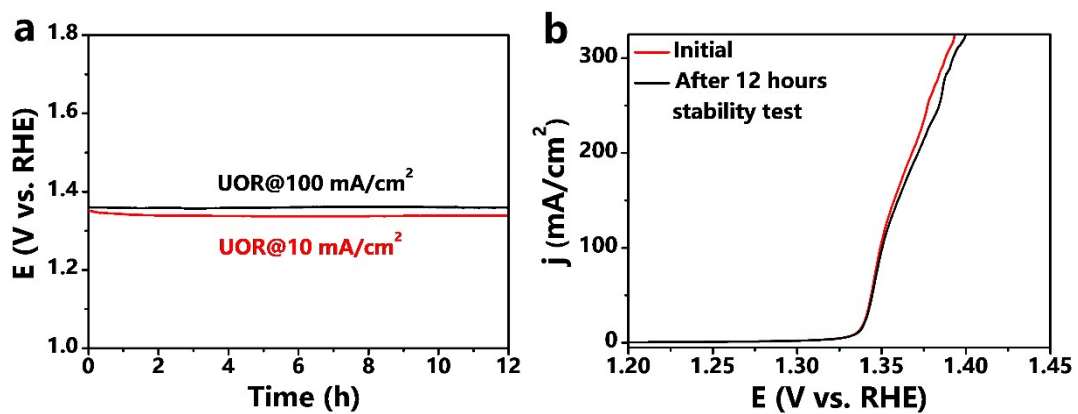 a
1.8
1.6
1.4
1.2
1.0
E (V vs. RHE)
UOR@100 mA/cm²
UOR@10 mA/cm²
0
2
4
6
8
10
12
Time (h)
b
300
200
100
0
j (mA/cm²)
Initial
After 12 hours
stability test
1.20
1.25
1.30
1.35
1.40
1.45
E (V vs. RHE)